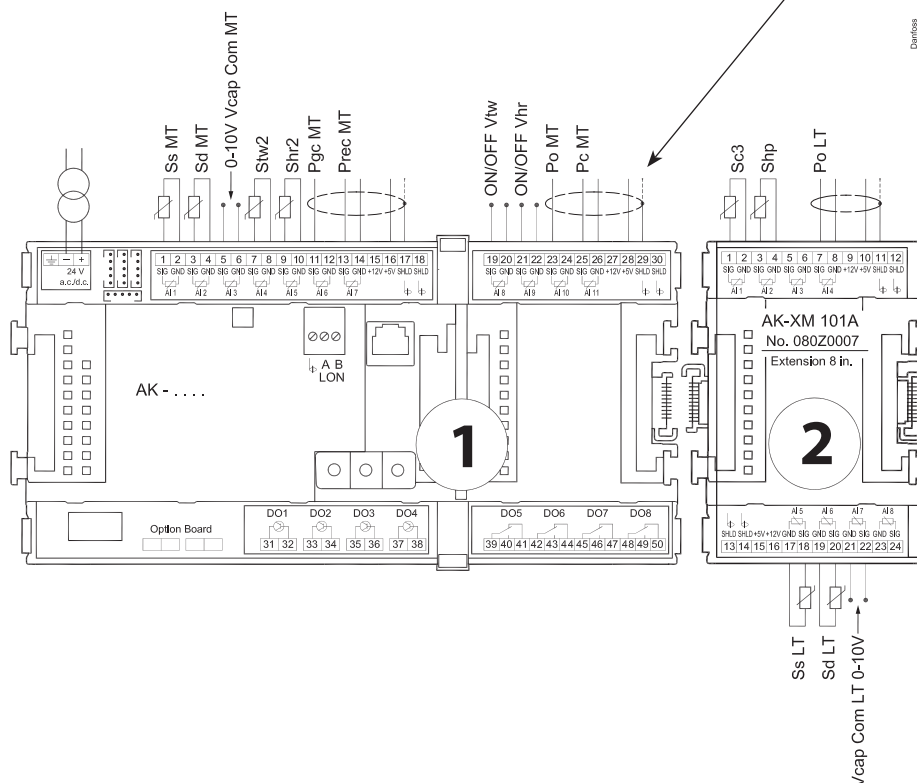 Danfoss
Ss MT
Sd MT
0-10V Vcap Com MT
Stw2
Shr2
Pgc MT
Prec MT
ON/OFF Vtw
ON/OFF Vhr
Po MT
Pc MT
Sc3
Shp
Po LT
- +
24 V
a.c./d.c.
1 2 3 4 5 6 7 8 9 10 11 12 13 14 15 16 17 18
SIG GND SIG GND SIG GND SIG GND SIG GND SIG GND SIG GND +12V +5V SHLD SHLD
AI 1 AI 2 AI 3 AI 4 AI 5 AI 6 AI 7
19 20 21 22 23 24 25 26 27 28 29 30
SIG GND SIG GND SIG GND SIG GND +12V +5V SHLD SHLD
AI 8 AI 9 AI 10 AI 11
1 2 3 4 5 6 7 8 9 10 11 12
SIG GND SIG GND SIG GND SIG GND +12V +5V SHLD SHLD
AI 1 AI 2 AI 3 AI 4
A B
LON
AK - . . . .
1
AK-XM 101A
No. 080Z0007
Extension 8 in.
2
Option Board
DO1 DO2 DO3 DO4
31 32 33 34 35 36 37 38
DO5 DO6 DO7 DO8
39 40 41 42 43 44 45 46 47 48 49 50
AI 5 AI 6 AI 7 AI 8
SHLD SHLD +5V +12V GND SIG GND SIG GND SIG GND SIG
13 14 15 16 17 18 19 20 21 22 23 24
Ss LT
Sd LT
Vcap Com LT 0-10V